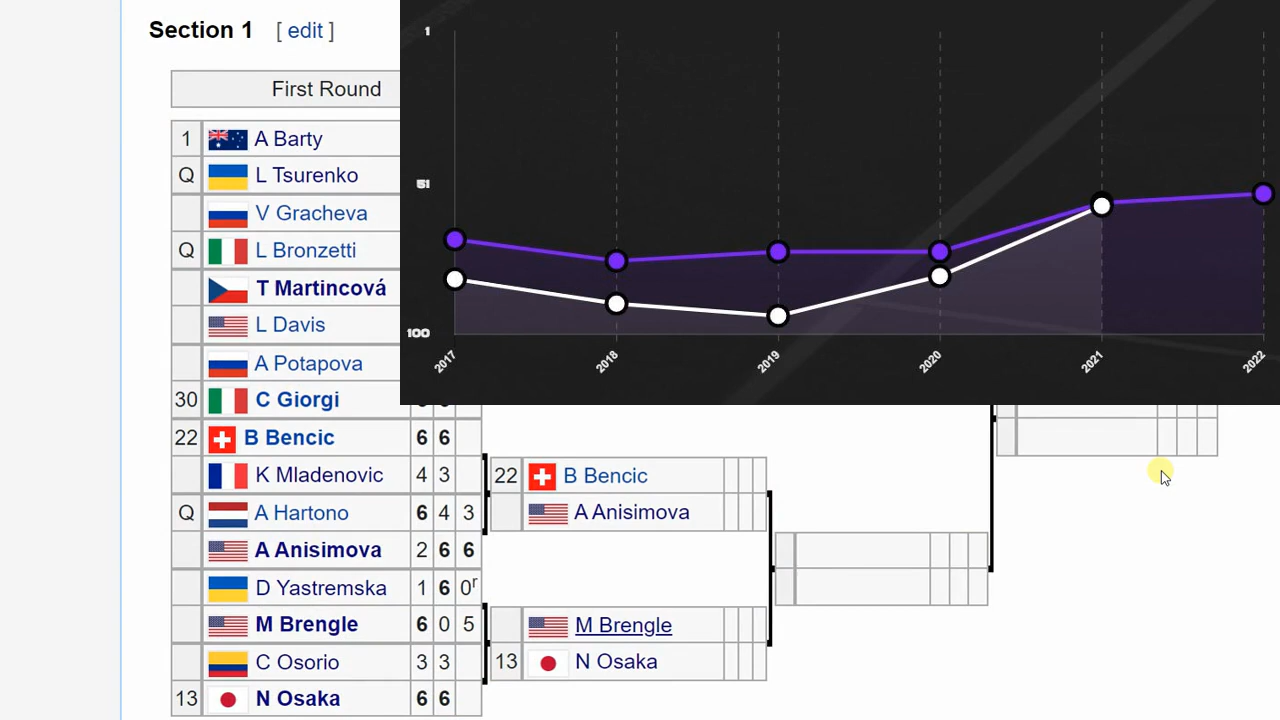 Section 1 [ edit ]
First Round
1 A Barty
Q L Tsurenko
V Gracheva
Q L Bronzetti
T Martincová
L Davis
A Potapova
30 C Giorgi
22 B Bencic 6 6
K Mladenovic 4 3
Q A Hartono 6 4 3
A Anisimova 2 6 6
D Yastremska 1 6 0r
M Brengle 6 0 5
C Osorio 3 3
13 N Osaka 6 6
22 B Bencic
A Anisimova
M Brengle
13 N Osaka
1
51
100
2017 2018 2019 2020 2021 2022